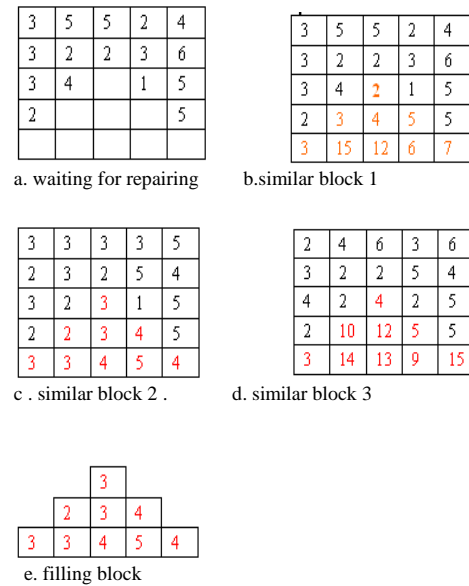 3 5 5 2 4
3 2 2 3 6
3 4 1 5
2 5
a. waiting for repairing
3 5 5 2 4
3 2 2 3 6
3 4 2 1 5
2 3 4 5 5
3 15 12 6 7
b.similar block 1
3 3 3 3 5
2 3 2 5 4
3 2 3 1 5
2 2 3 4 5
3 3 4 5 4
c . similar block 2 .
2 4 6 3 6
3 2 2 5 4
4 2 4 2 5
2 10 12 5 5
3 14 13 9 15
d. similar block 3
3
2 3 4
3 3 4 5 4
e. filling block